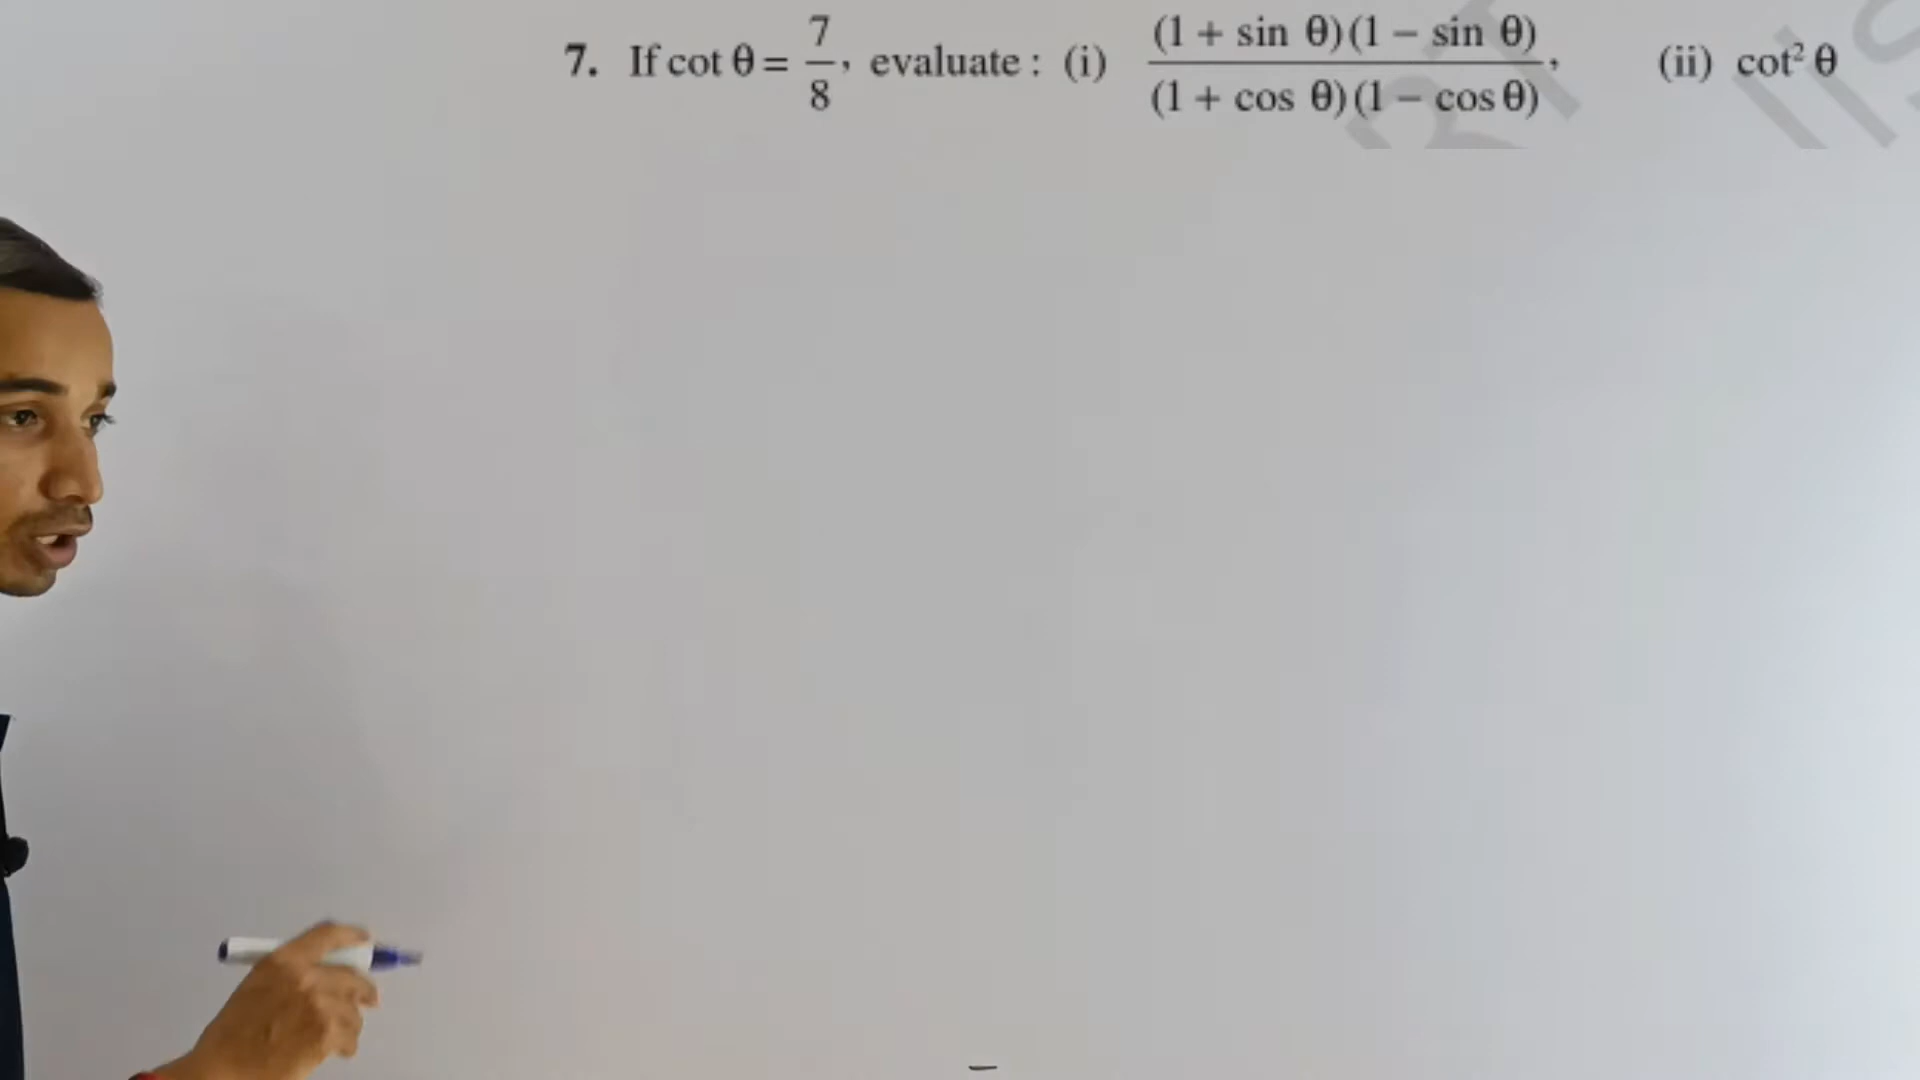 7. If cot θ = 7/8, evaluate : (i) (1 + sin θ)(1 – sin θ)/(1 + cos θ)(1 – cos θ), (ii) cot² θ